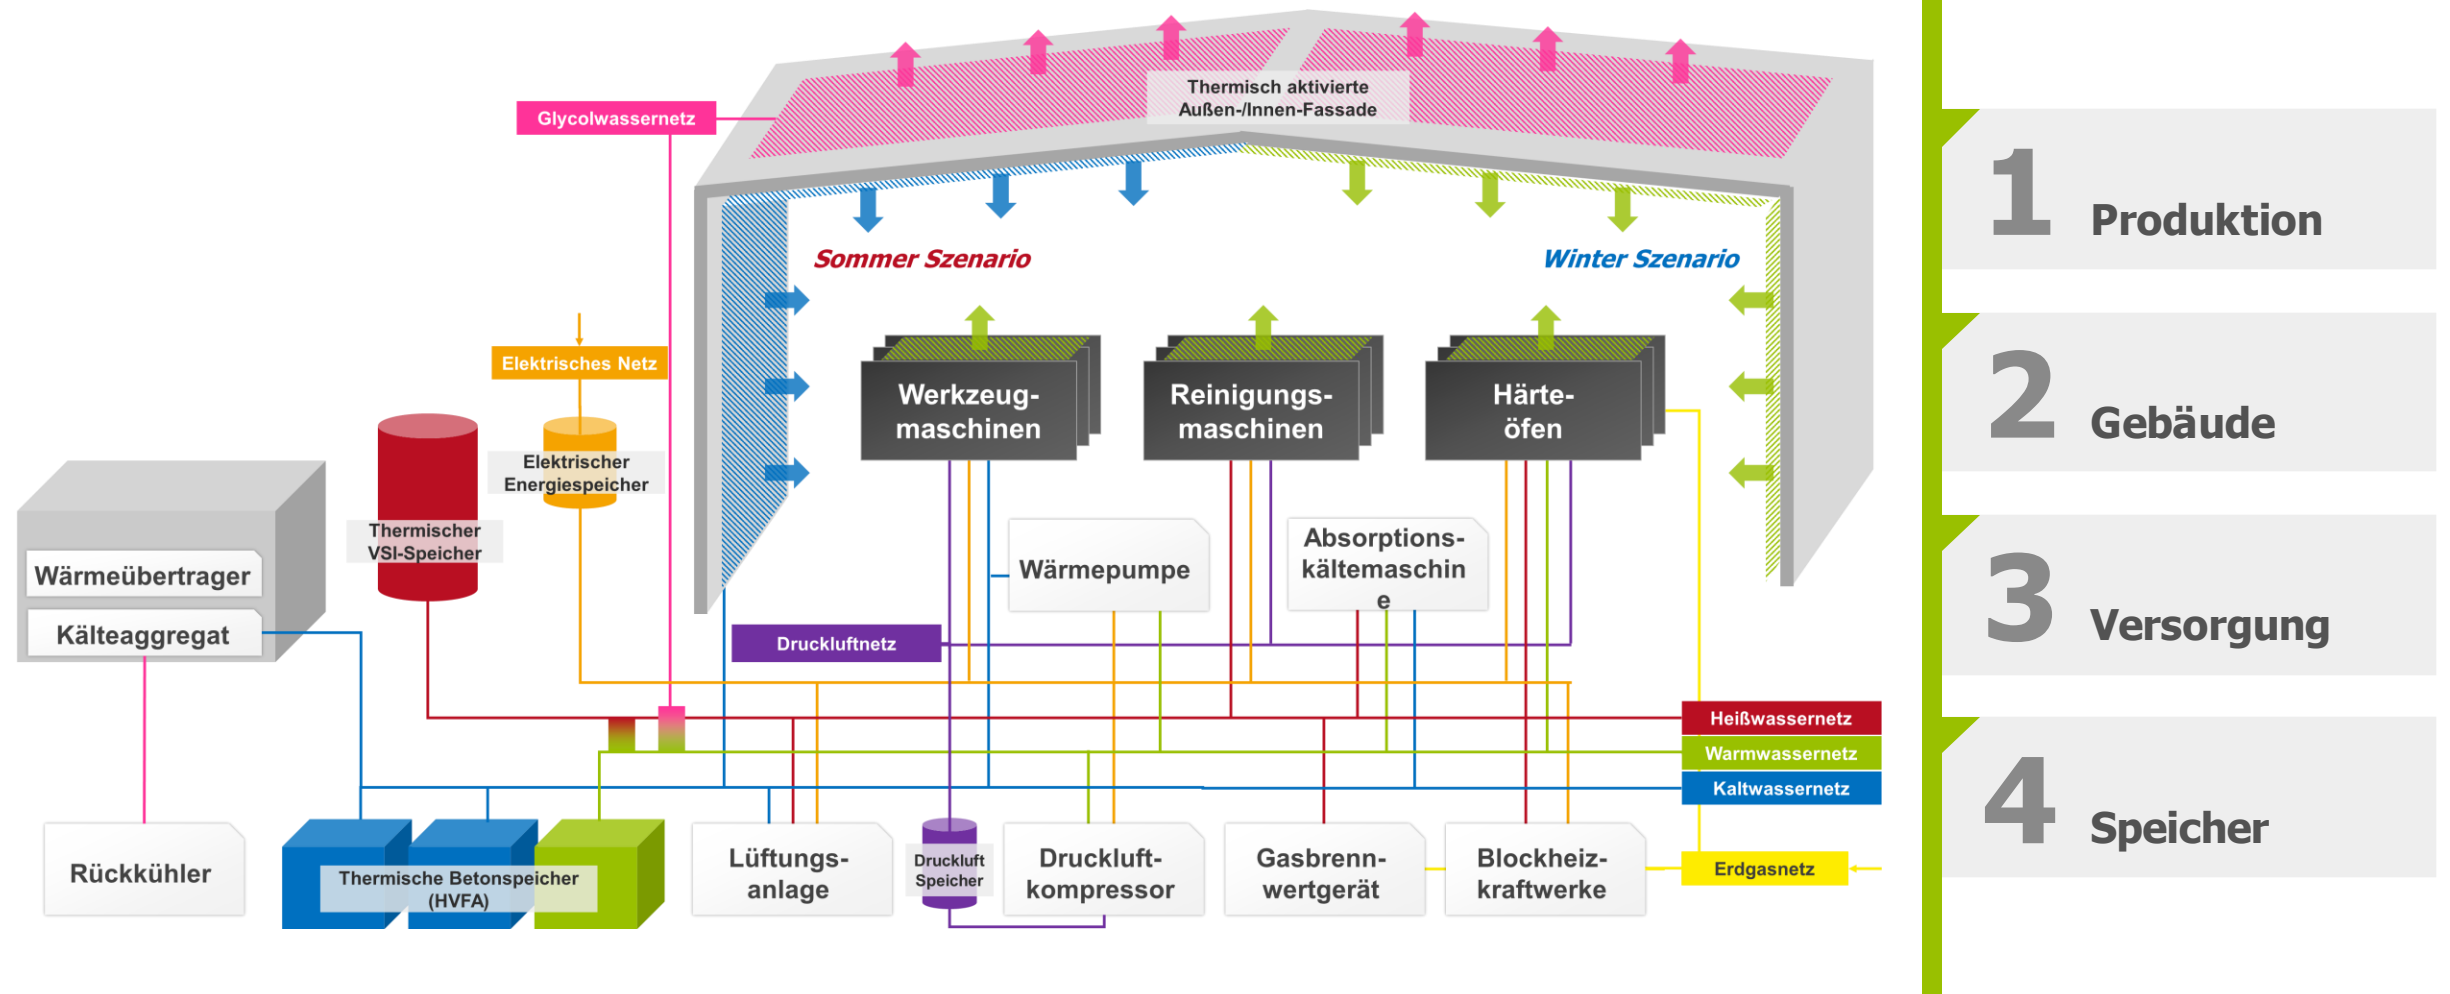 Thermisch aktivierte
Außen-/Innen-Fassade
Glycolwassernetz
Sommer Szenario
Winter Szenario
Elektrisches Netz
Werkzeug-
maschinen
Reinigungs-
maschinen
Härte-
öfen
Elektrischer
Energiespeicher
Thermischer
VSI-Speicher
Wärmeübertrager
Kälteaggregat
Wärmepumpe
Absorptions-
kältemaschin
e
Druckluftnetz
Heißwassernetz
Warmwassernetz
Kaltwassernetz
Rückkühler
Thermische Betonspeicher
(HVFA)
Lüftungs-
anlage
Druckluft
Speicher
Druckluft-
kompressor
Gasbrenn-
wertgerät
Blockheiz-
kraftwerke
Erdgasnetz
1 Produktion
2 Gebäude
3 Versorgung
4 Speicher